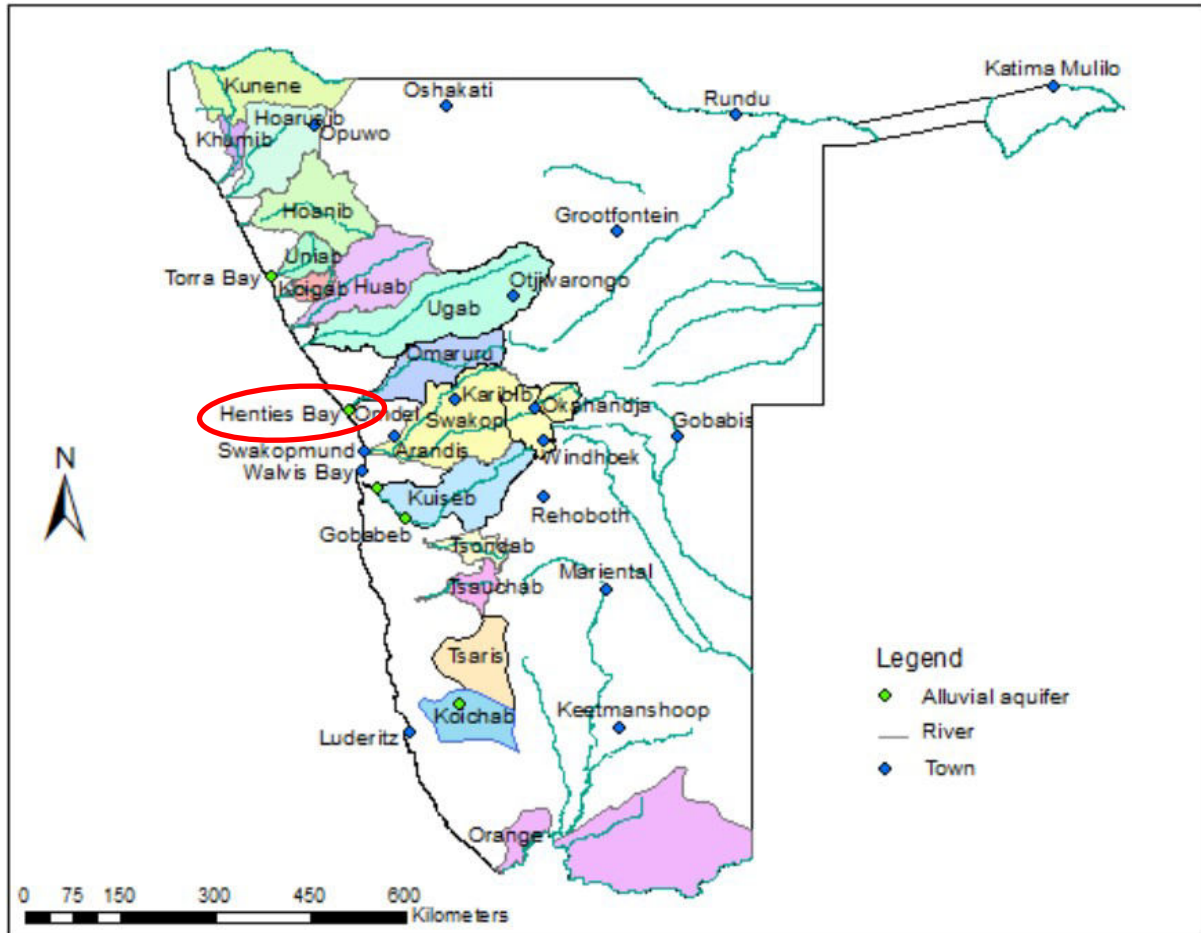 Kunene
Oshakati
Katima Mulilo
Rundu
Hoarusib
Opuwo
Khumib
Hoanib
Grootfontein
Uniab
Torra Bay
Koigab
Huab
Otjiwarongo
Ugab
Omaruru
Karibib
Henties Bay
Omdel
Okahandja
Swakop
Gobabis
Swakopmund
Arandis
Windhoek
Walvis Bay
Kuiseb
Rehoboth
Gobabeb
Tsondab
N
Mariental
Tsauchab
Tsaris
Legend
Alluvial aquifer
River
Town
Koichab
Keetmanshoop
Luderitz
Orange
0 75 150 300 450 600
Kilometers